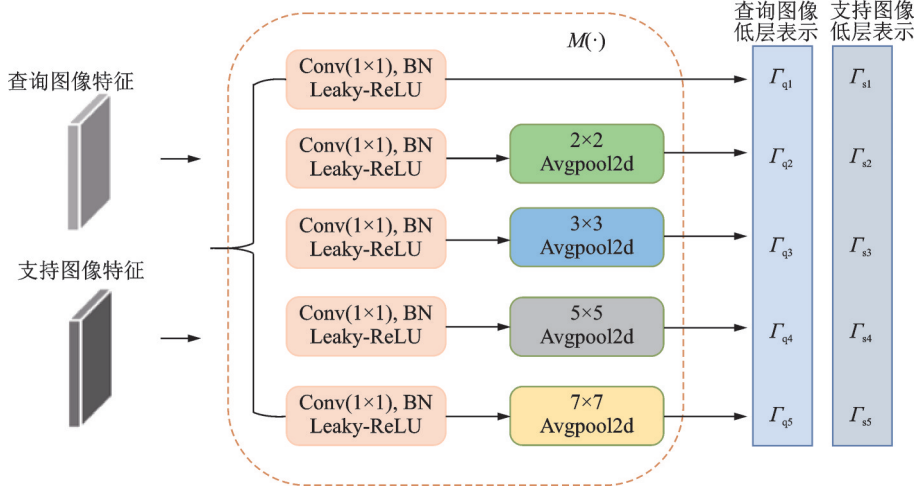 查询图像特征
支持图像特征
M(·)
Conv(1×1), BN
Leaky-ReLU
Conv(1×1), BN
Leaky-ReLU
2×2
Avgpool2d
Conv(1×1), BN
Leaky-ReLU
3×3
Avgpool2d
Conv(1×1), BN
Leaky-ReLU
5×5
Avgpool2d
Conv(1×1), BN
Leaky-ReLU
7×7
Avgpool2d
查询图像
低层表示
Γq1
Γq2
Γq3
Γq4
Γq5
支持图像
低层表示
Γs1
Γs2
Γs3
Γs4
Γs5